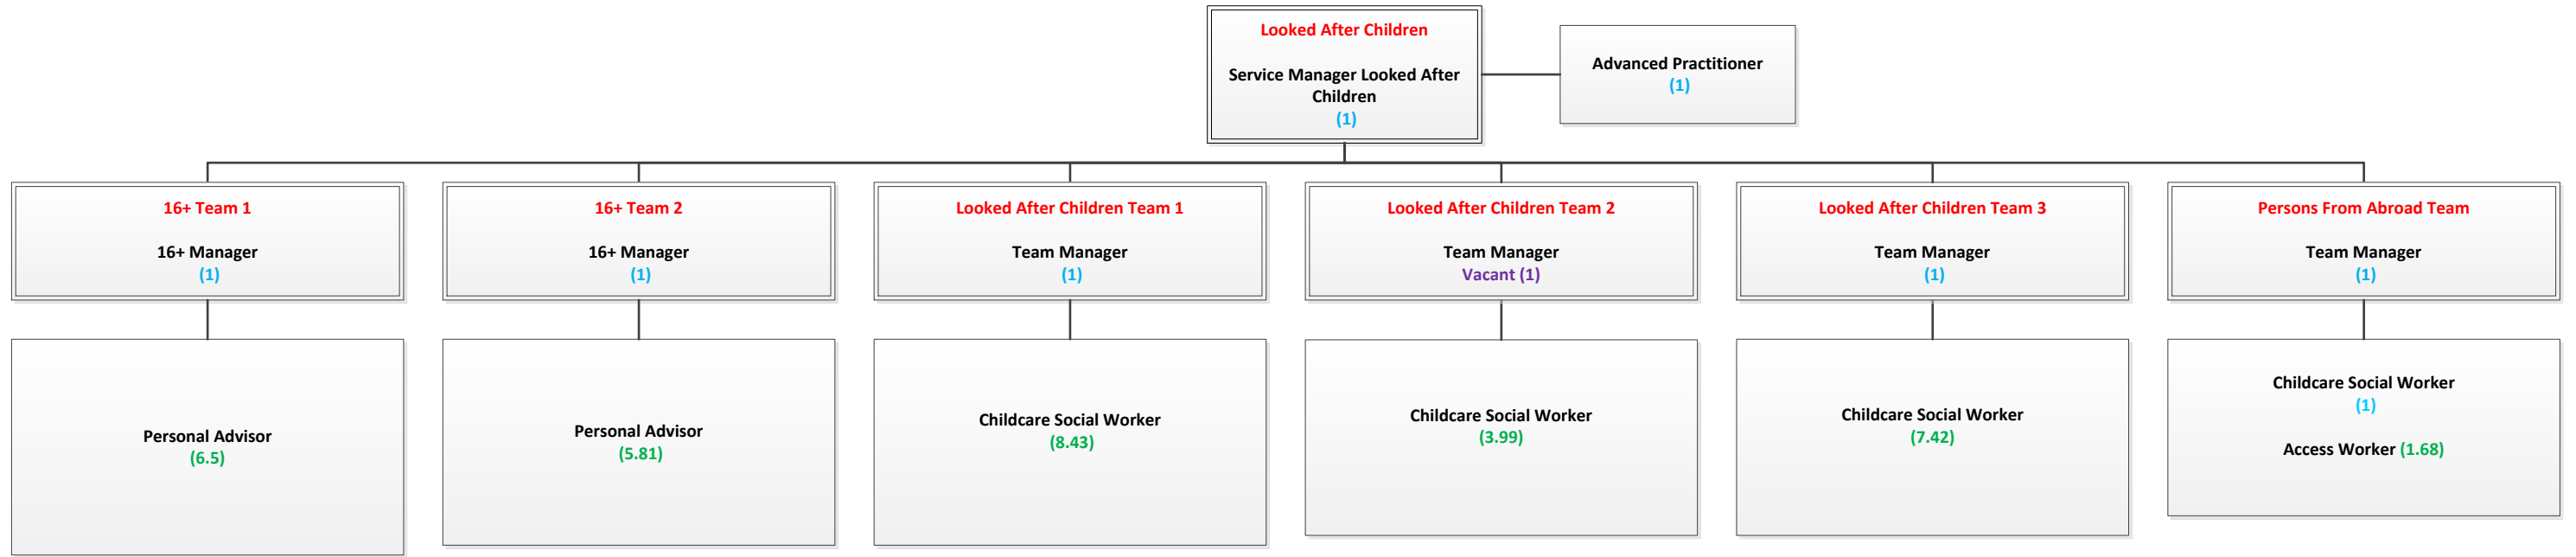 Looked After Children
Service Manager Looked After
Children
(1)
Advanced Practitioner
(1)
16+ Team 1
16+ Manager
(1)
16+ Team 2
16+ Manager
(1)
Looked After Children Team 1
Team Manager
(1)
Looked After Children Team 2
Team Manager
Vacant (1)
Looked After Children Team 3
Team Manager
(1)
Persons From Abroad Team
Team Manager
(1)
Personal Advisor
(6.5)
Personal Advisor
(5.81)
Childcare Social Worker
(8.43)
Childcare Social Worker
(3.99)
Childcare Social Worker
(7.42)
Childcare Social Worker
(1)
Access Worker (1.68)